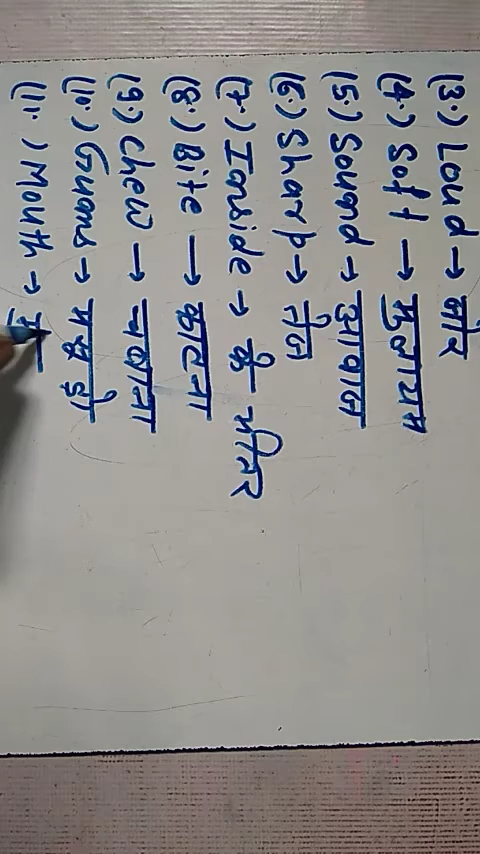 (3.) Loud → जोर
(4.) Soft → मुलायम
(5.) Sound → आवाज
(6.) Sharp → तेज
(7.) Inside → के भीतर
(8.) Bite → काटना
(9.) Chew → चबाना
(10.) Guams → मसूड़ो
(11.) Mouth →